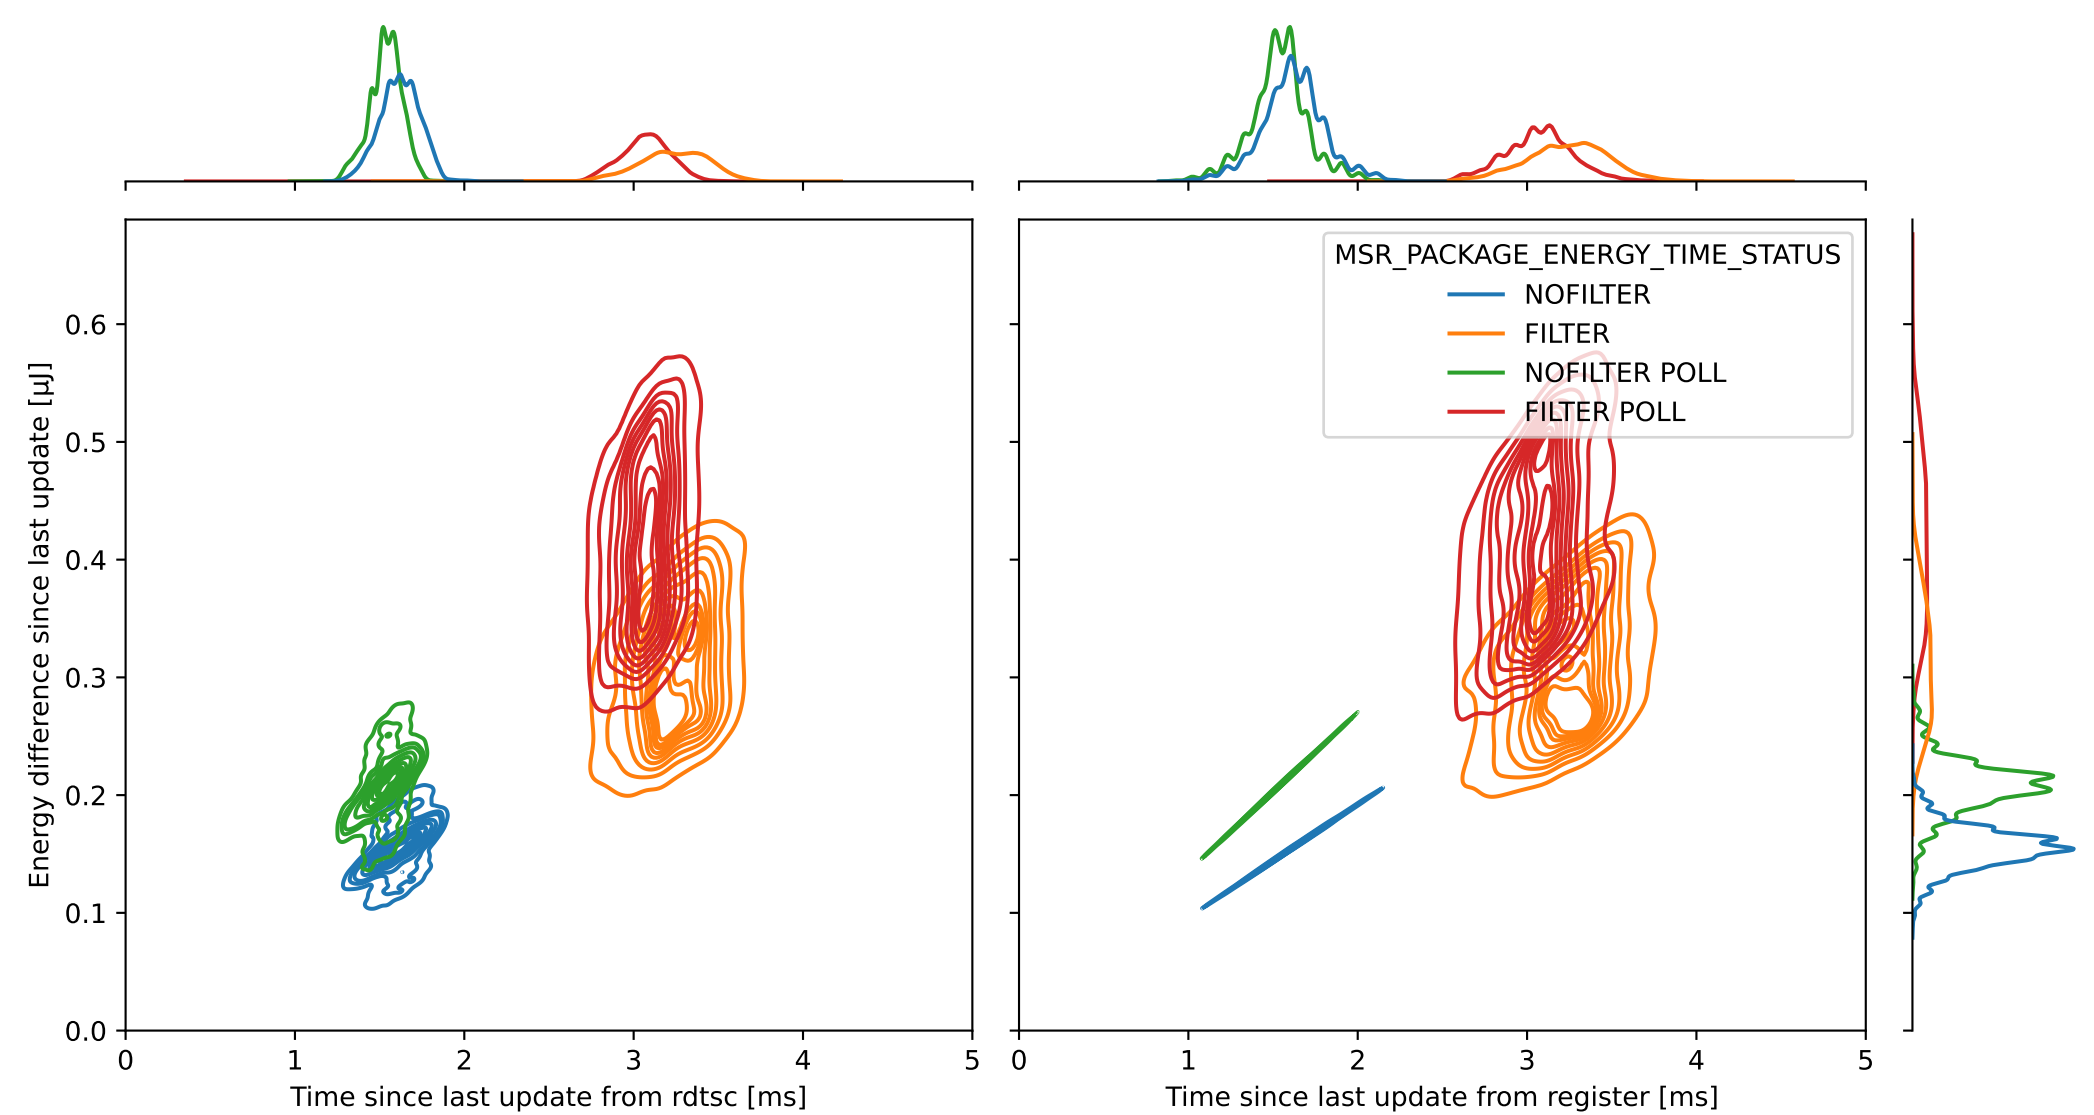 MSR_PACKAGE_ENERGY_TIME_STATUS
NOFILTER
FILTER
NOFILTER POLL
FILTER POLL
Energy difference since last update [µJ]
0.6
0.5
0.4
0.3
0.2
0.1
0.0
0 1 2 3 4 5
0 1 2 3 4 5
Time since last update from rdtsc [ms]
Time since last update from register [ms]